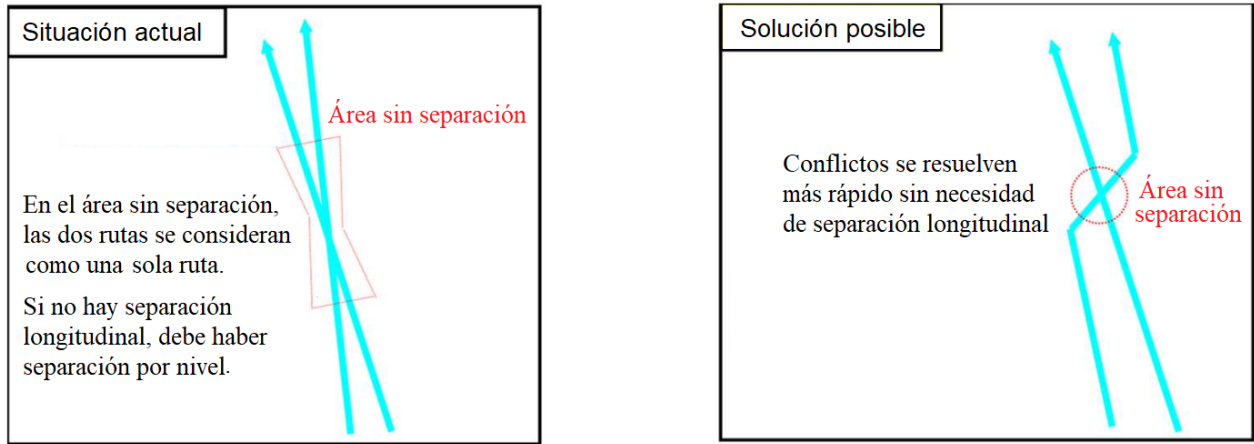 Situación actual
Área sin separación
En el área sin separación,
las dos rutas se consideran
como una sola ruta.
Si no hay separación
longitudinal, debe haber
separación por nivel.
Solución posible
Conflictos se resuelven
más rápido sin necesidad
de separación longitudinal
Área sin
separación